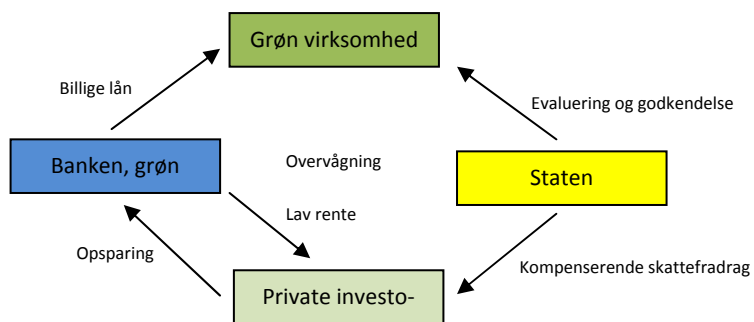 Grøn virksomhed
Billige lån
Evaluering og godkendelse
Banken, grøn
Overvågning
Staten
Lav rente
Opsparing
Kompenserende skattefradrag
Private investo-